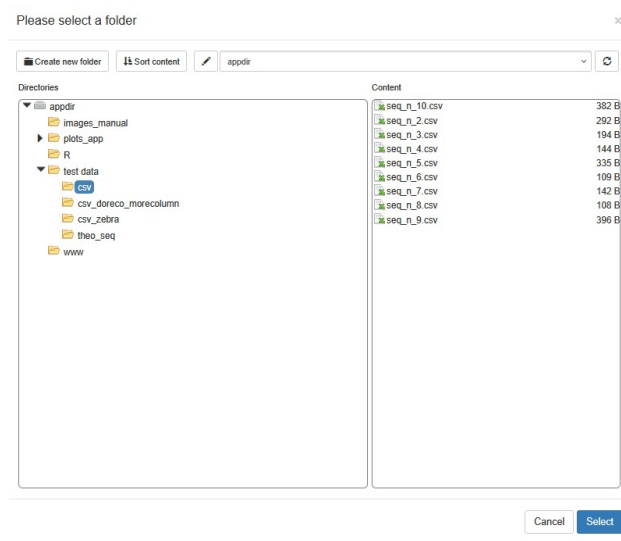 Please select a folder
×
Create new folder
Sort content
appdir
Directories
appdir
images_manual
plots_app
R
test data
csv
csv_doreco_morecolumn
csv_zebra
theo_seq
www
Content
seq_n_10.csv 382 B
seq_n_2.csv 292 B
seq_n_3.csv 194 B
seq_n_4.csv 144 B
seq_n_5.csv 335 B
seq_n_6.csv 109 B
seq_n_7.csv 142 B
seq_n_8.csv 108 B
seq_n_9.csv 396 B
Cancel Select